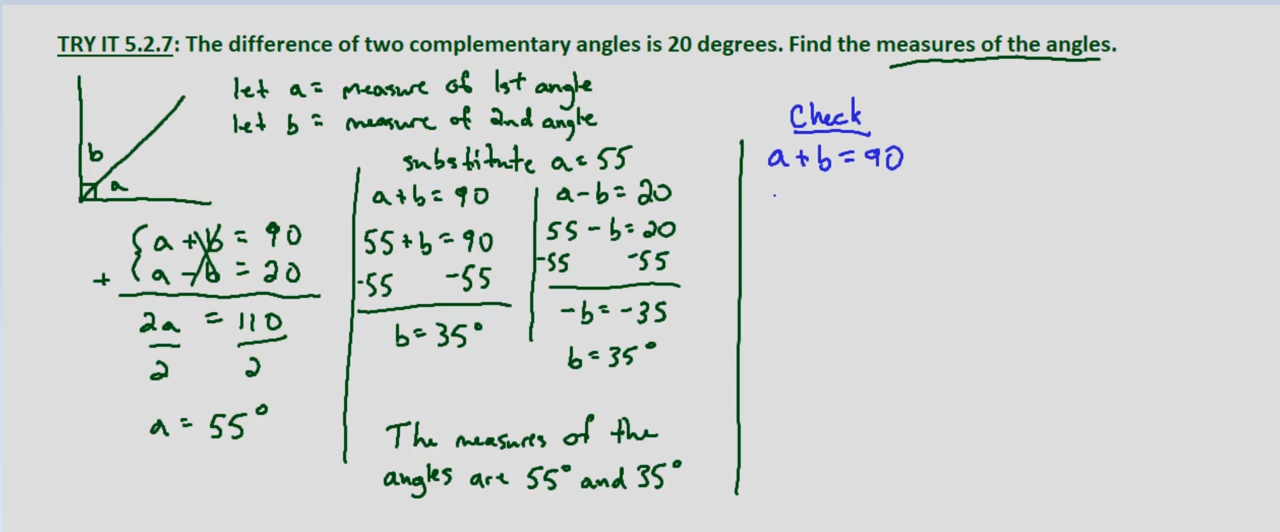 TRY IT 5.2.7: The difference of two complementary angles is 20 degrees. Find the measures of the angles.
let a = measure of 1st angle
let b = measure of 2nd angle
b
a
a + b = 90
+ a - b = 20
2a = 110
2 2
a = 55°
substitute a = 55
a + b = 90
55 + b = 90
-55 -55
b = 35°
a - b = 20
55 - b = 20
-55 -55
-b = -35
b = 35°
The measures of the
angles are 55° and 35°
Check
a + b = 90